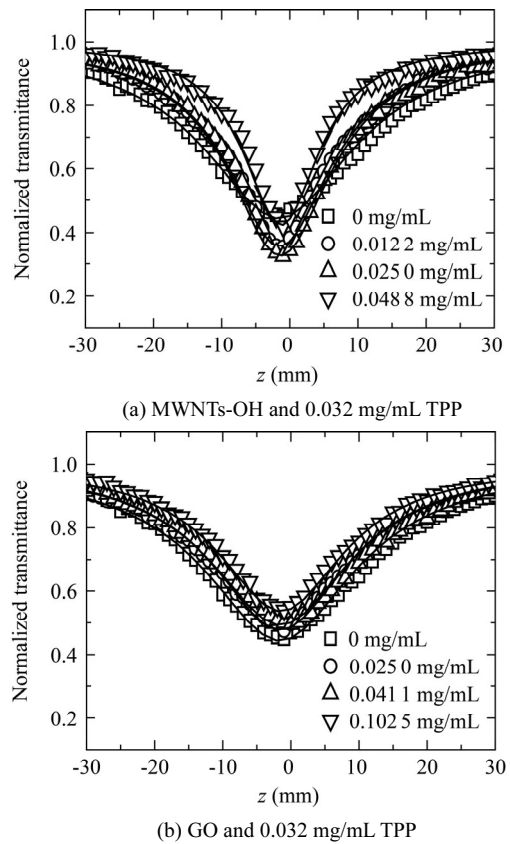 1.0
0.8
0.6
0.4
0.2
Normalized transmittance
0 mg/mL
0.012 2 mg/mL
0.025 0 mg/mL
0.048 8 mg/mL
-30 -20 -10 0 10 20 30
z (mm)
(a) MWNTs-OH and 0.032 mg/mL TPP
1.0
0.8
0.6
0.4
0.2
Normalized transmittance
0 mg/mL
0.025 0 mg/mL
0.041 1 mg/mL
0.102 5 mg/mL
-30 -20 -10 0 10 20 30
z (mm)
(b) GO and 0.032 mg/mL TPP